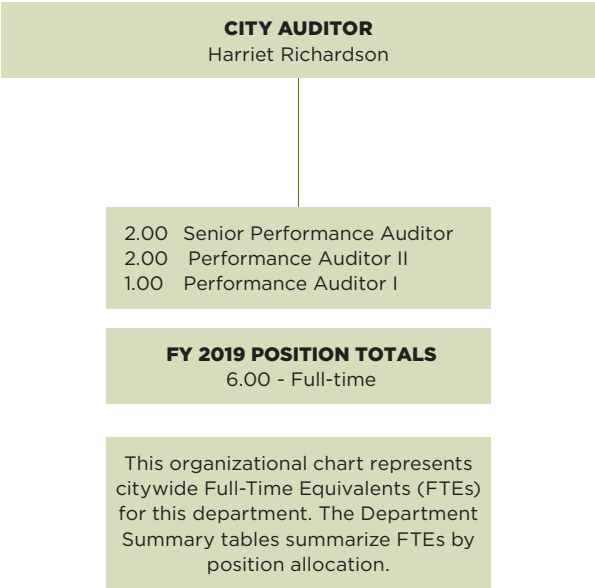 CITY AUDITOR
Harriet Richardson
2.00 Senior Performance Auditor
2.00 Performance Auditor II
1.00 Performance Auditor I
FY 2019 POSITION TOTALS
6.00 - Full-time
This organizational chart represents
citywide Full-Time Equivalents (FTEs)
for this department. The Department
Summary tables summarize FTEs by
position allocation.